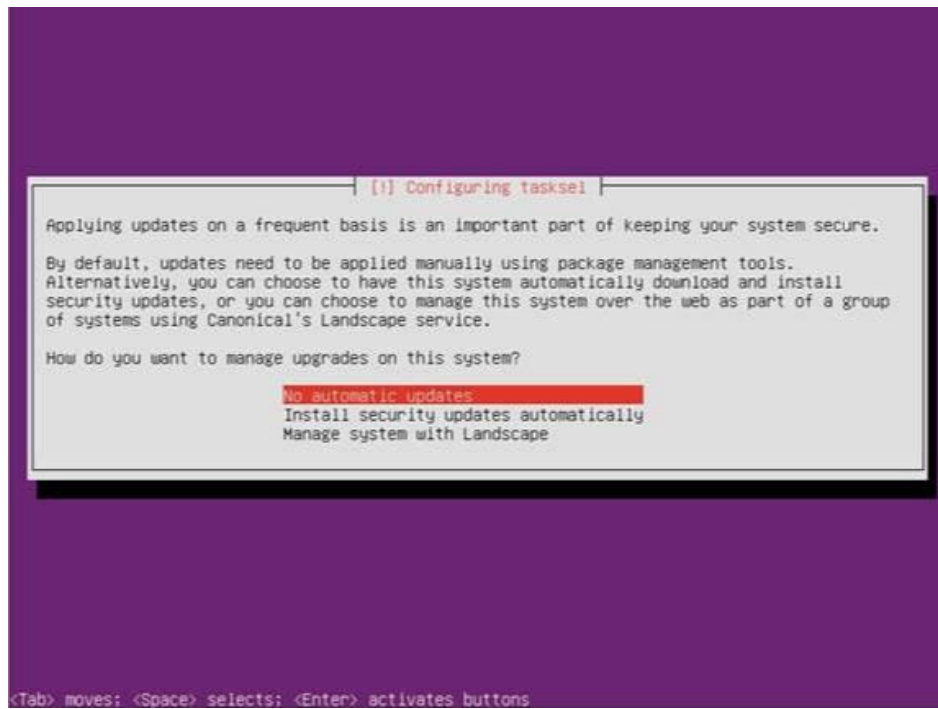 [!] Configuring tasksel
Applying updates on a frequent basis is an important part of keeping your system secure.
By default, updates need to be applied manually using package management tools.
Alternatively, you can choose to have this system automatically download and install
security updates, or you can choose to manage this system over the web as part of a group
of systems using Canonical's Landscape service.
How do you want to manage upgrades on this system?
No automatic updates
Install security updates automatically
Manage system with Landscape
<Tab> moves; <Space> selects; <Enter> activates buttons